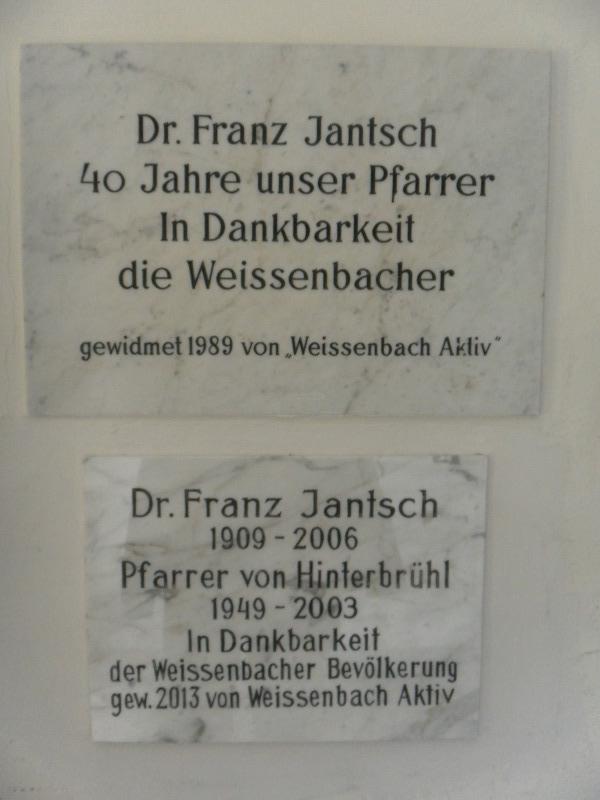 Dr. Franz Jantsch
40 Jahre unser Pfarrer
In Dankbarkeit
die Weissenbacher
gewidmet 1989 von „Weissenbach Aktiv“
Dr. Franz Jantsch
1909 - 2006
Pfarrer von Hinterbrühl
1949 - 2003
In Dankbarkeit
der Weissenbacher Bevölkerung
gew. 2013 von Weissenbach Aktiv